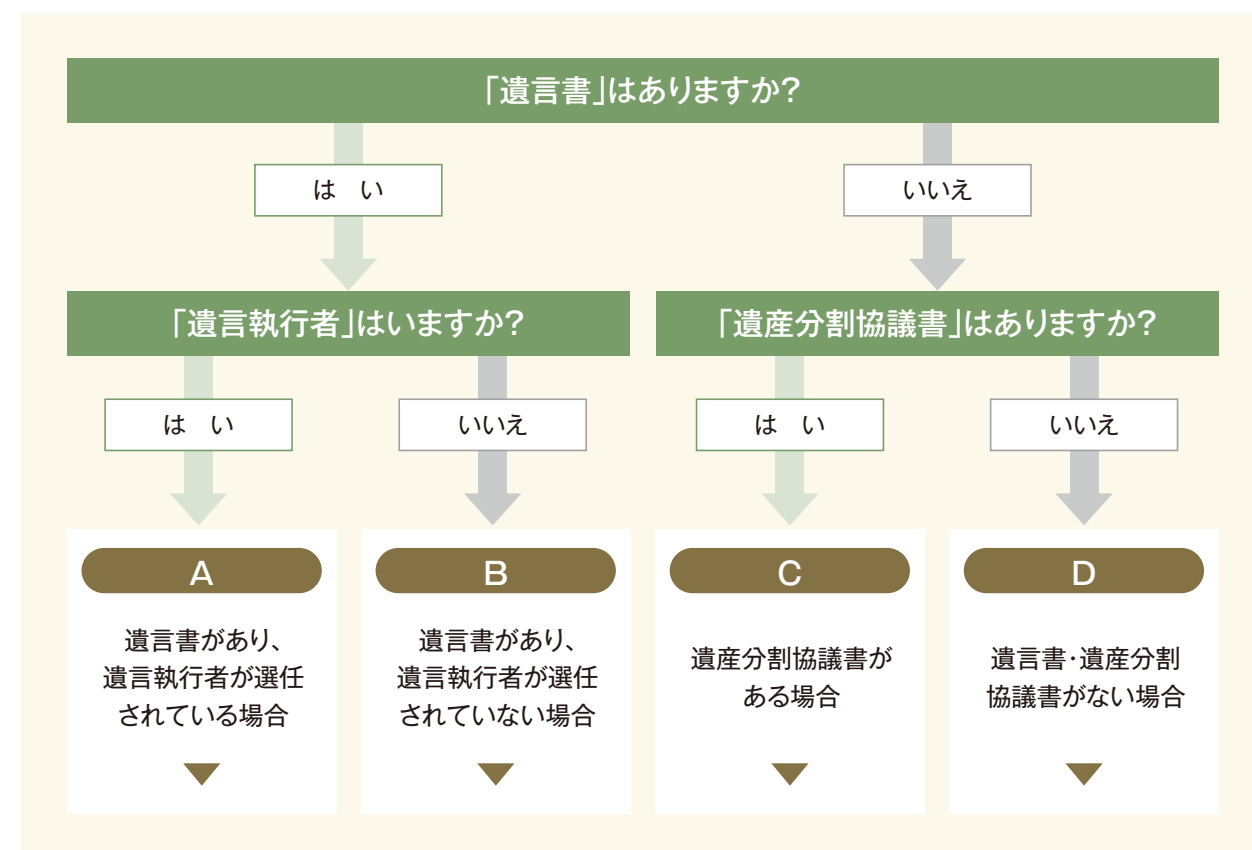 「遺言書」はありますか？
は　い
いいえ
「遺言執行者」はいますか？
「遺産分割協議書」はありますか？
は　い
いいえ
は　い
いいえ
A
遺言書があり、
遺言執行者が選任
されている場合
B
遺言書があり、
遺言執行者が選任
されていない場合
C
遺産分割協議書が
ある場合
D
遺言書・遺産分割
協議書がない場合